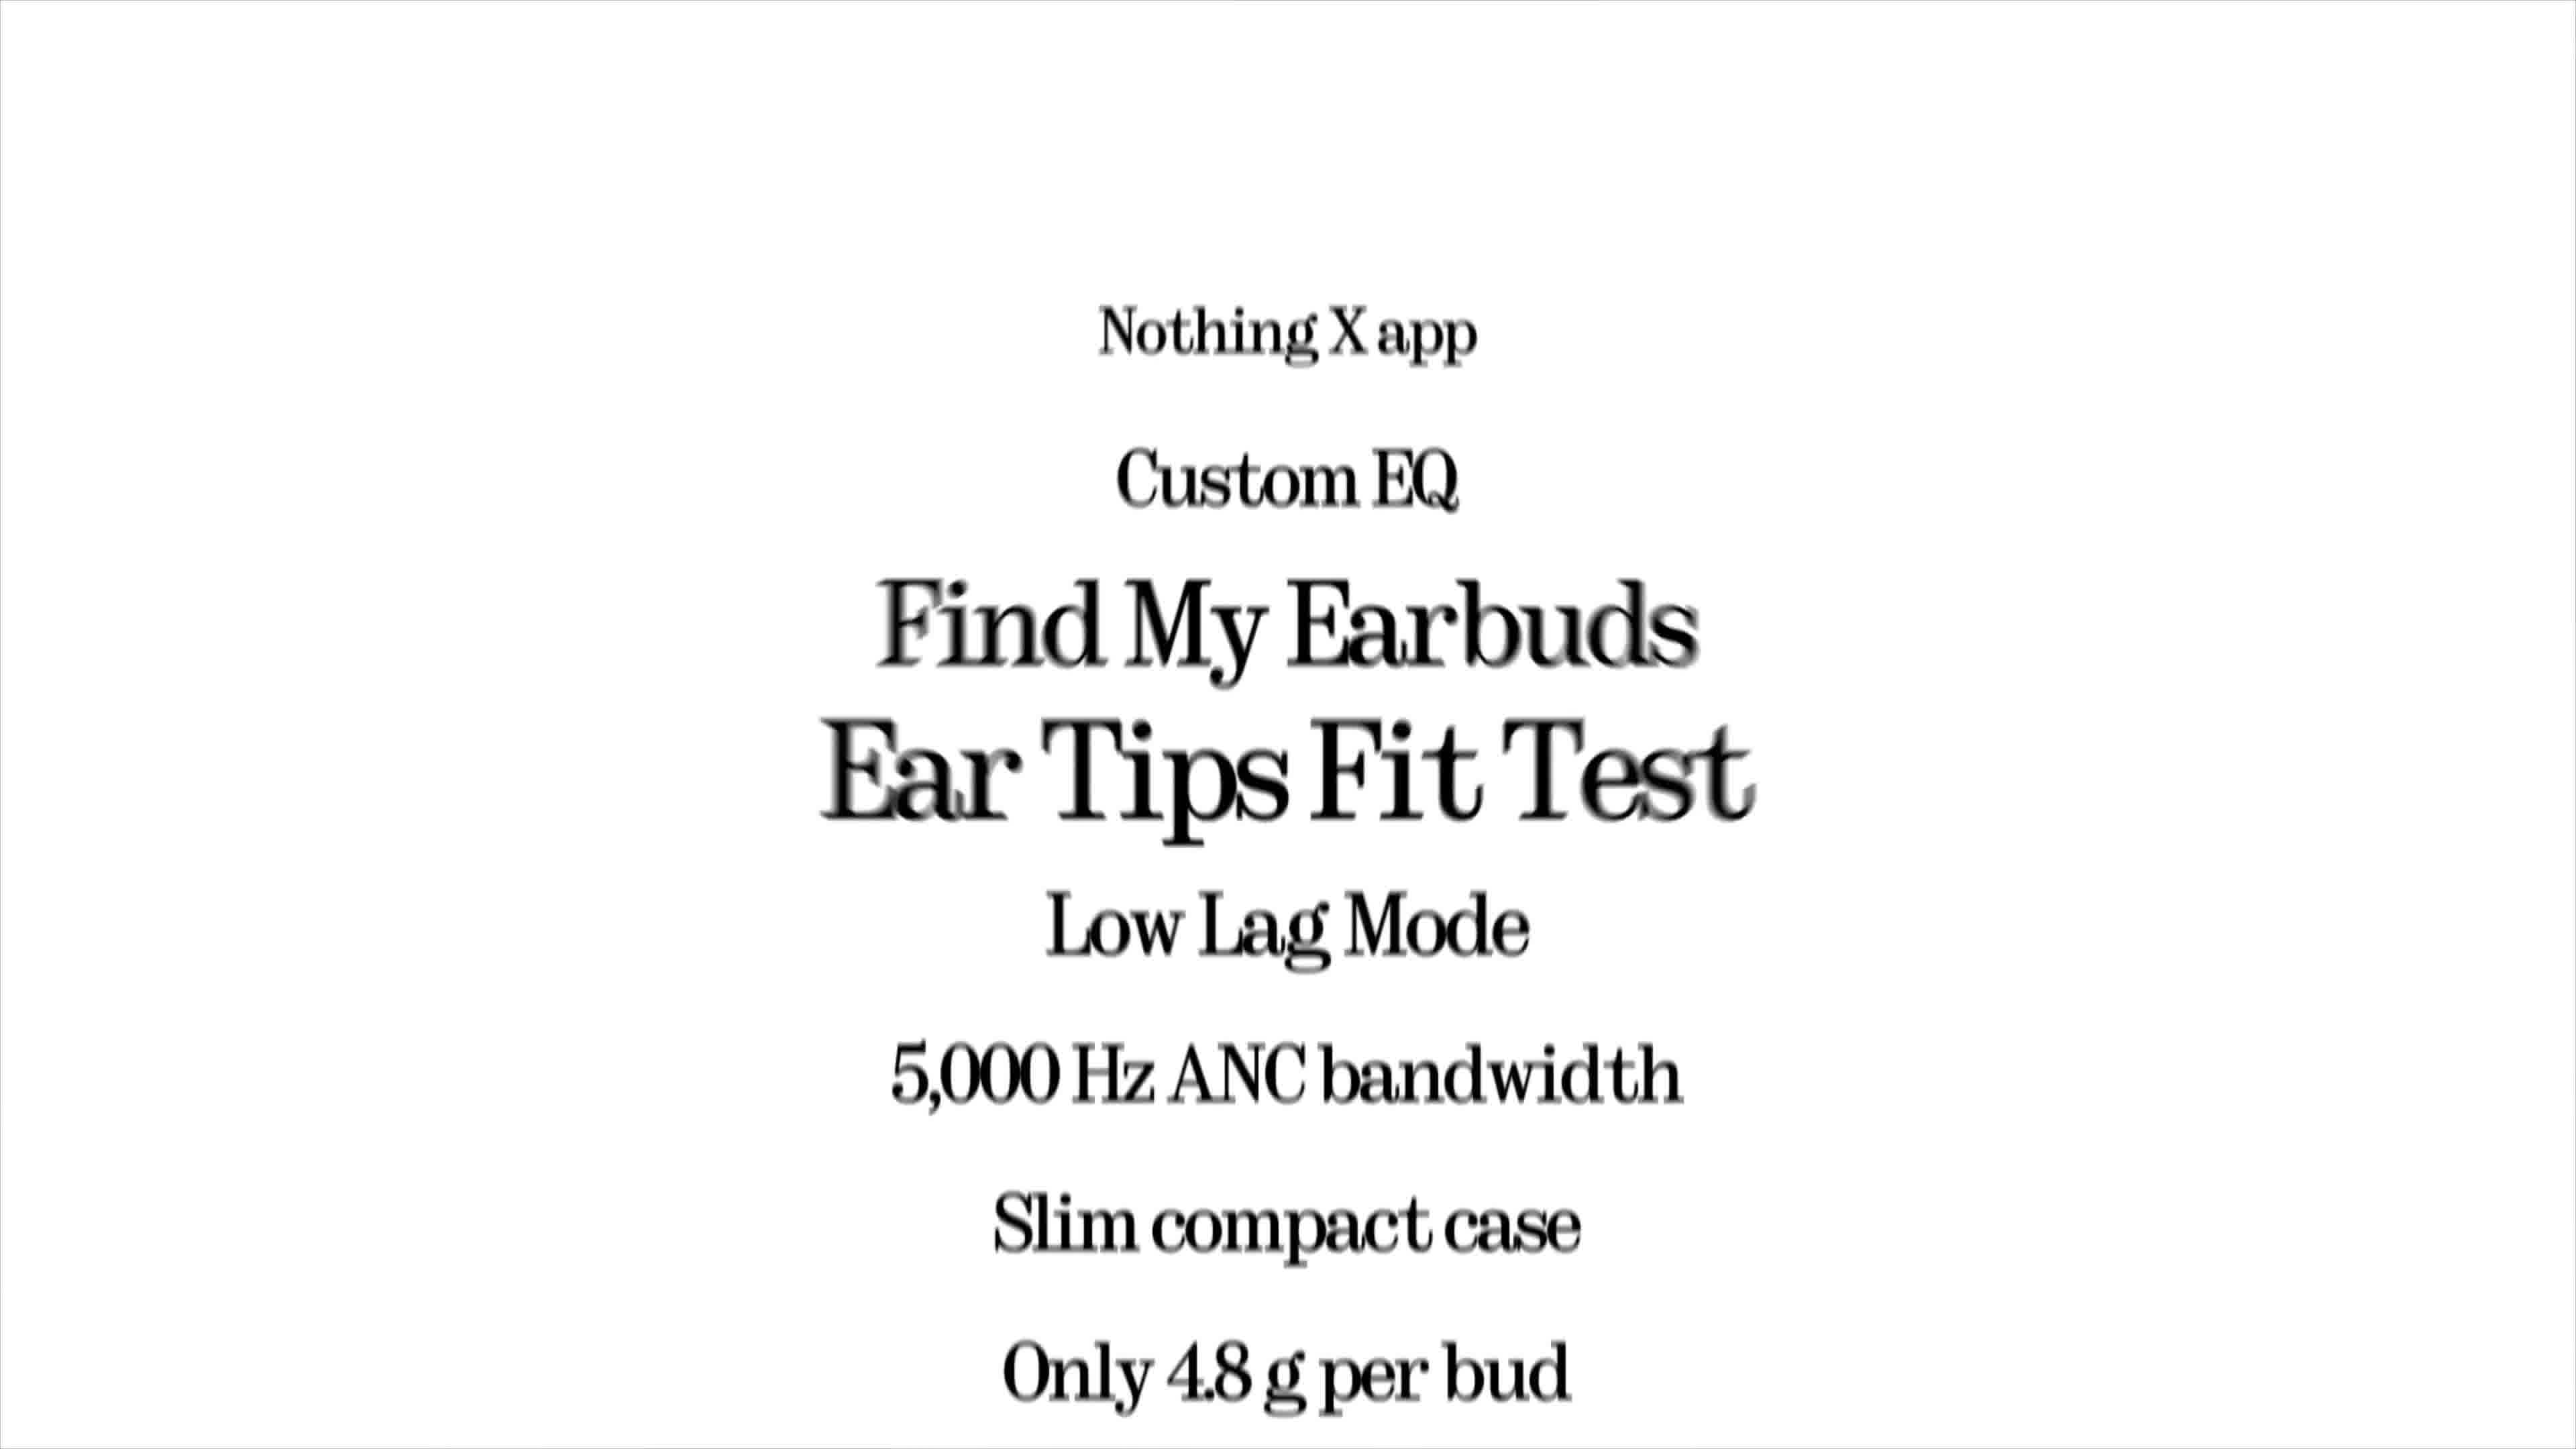 Nothing X app
Custom EQ
Find My Earbuds
Ear Tips Fit Test
Low Lag Mode
5,000 Hz ANC bandwidth
Slim compact case
Only 4.8 g per bud